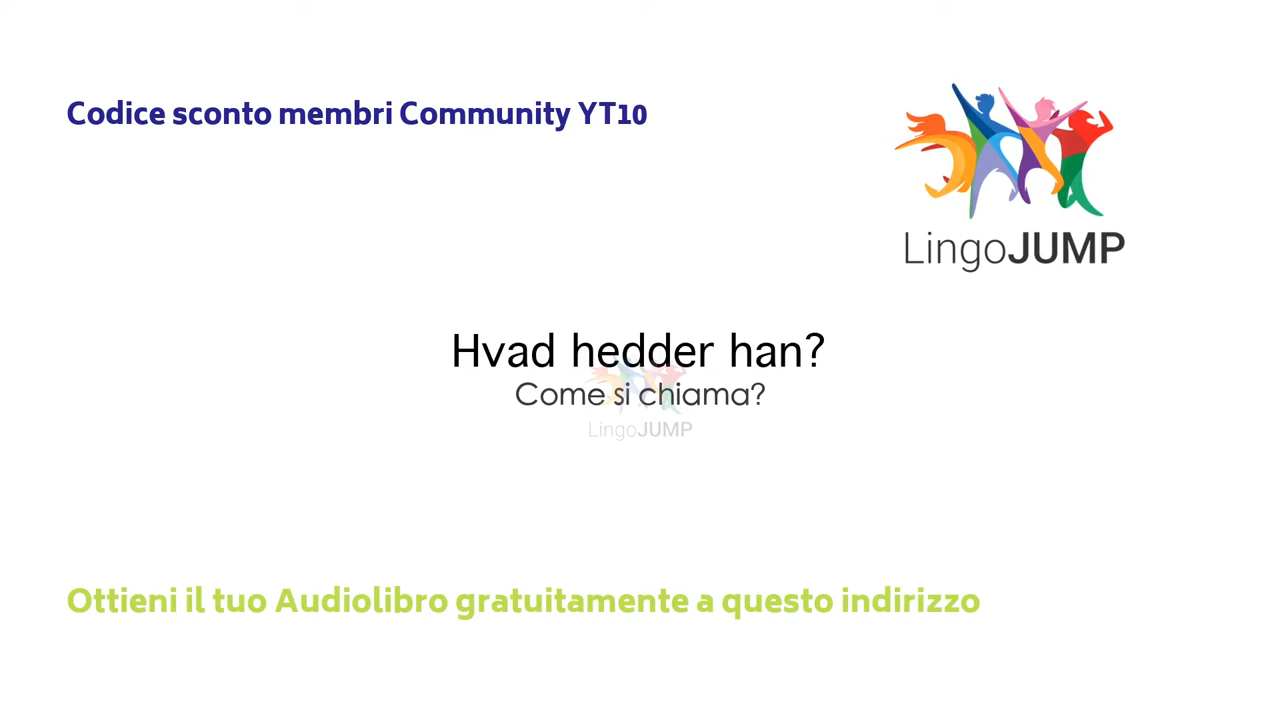 Codice sconto membri Community YT10
LingoJUMP
Hvad hedder han?
Come si chiama?
LingoJUMP
Ottieni il tuo Audiolibro gratuitamente a questo indirizzo